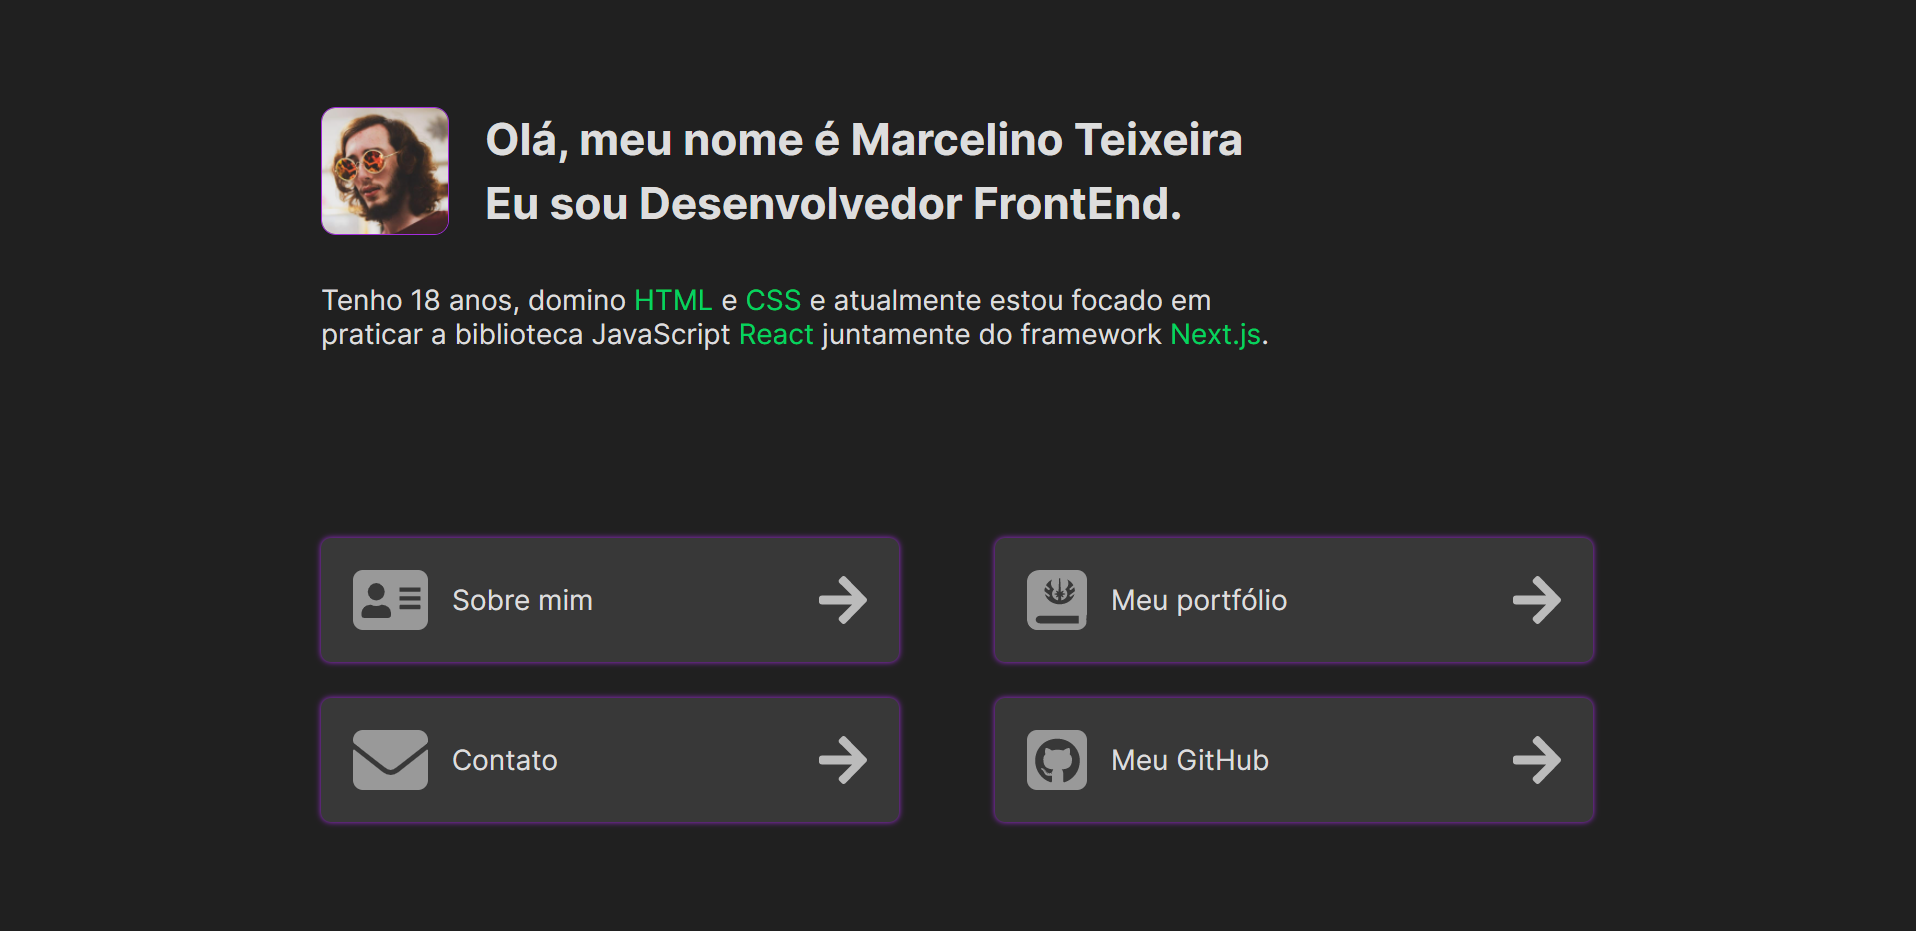 Olá, meu nome é Marcelino Teixeira
Eu sou Desenvolvedor FrontEnd.
Tenho 18 anos, domino HTML e CSS e atualmente estou focado em
praticar a biblioteca JavaScript React juntamente do framework Next.js.
Sobre mim
Meu portfólio
Contato
Meu GitHub